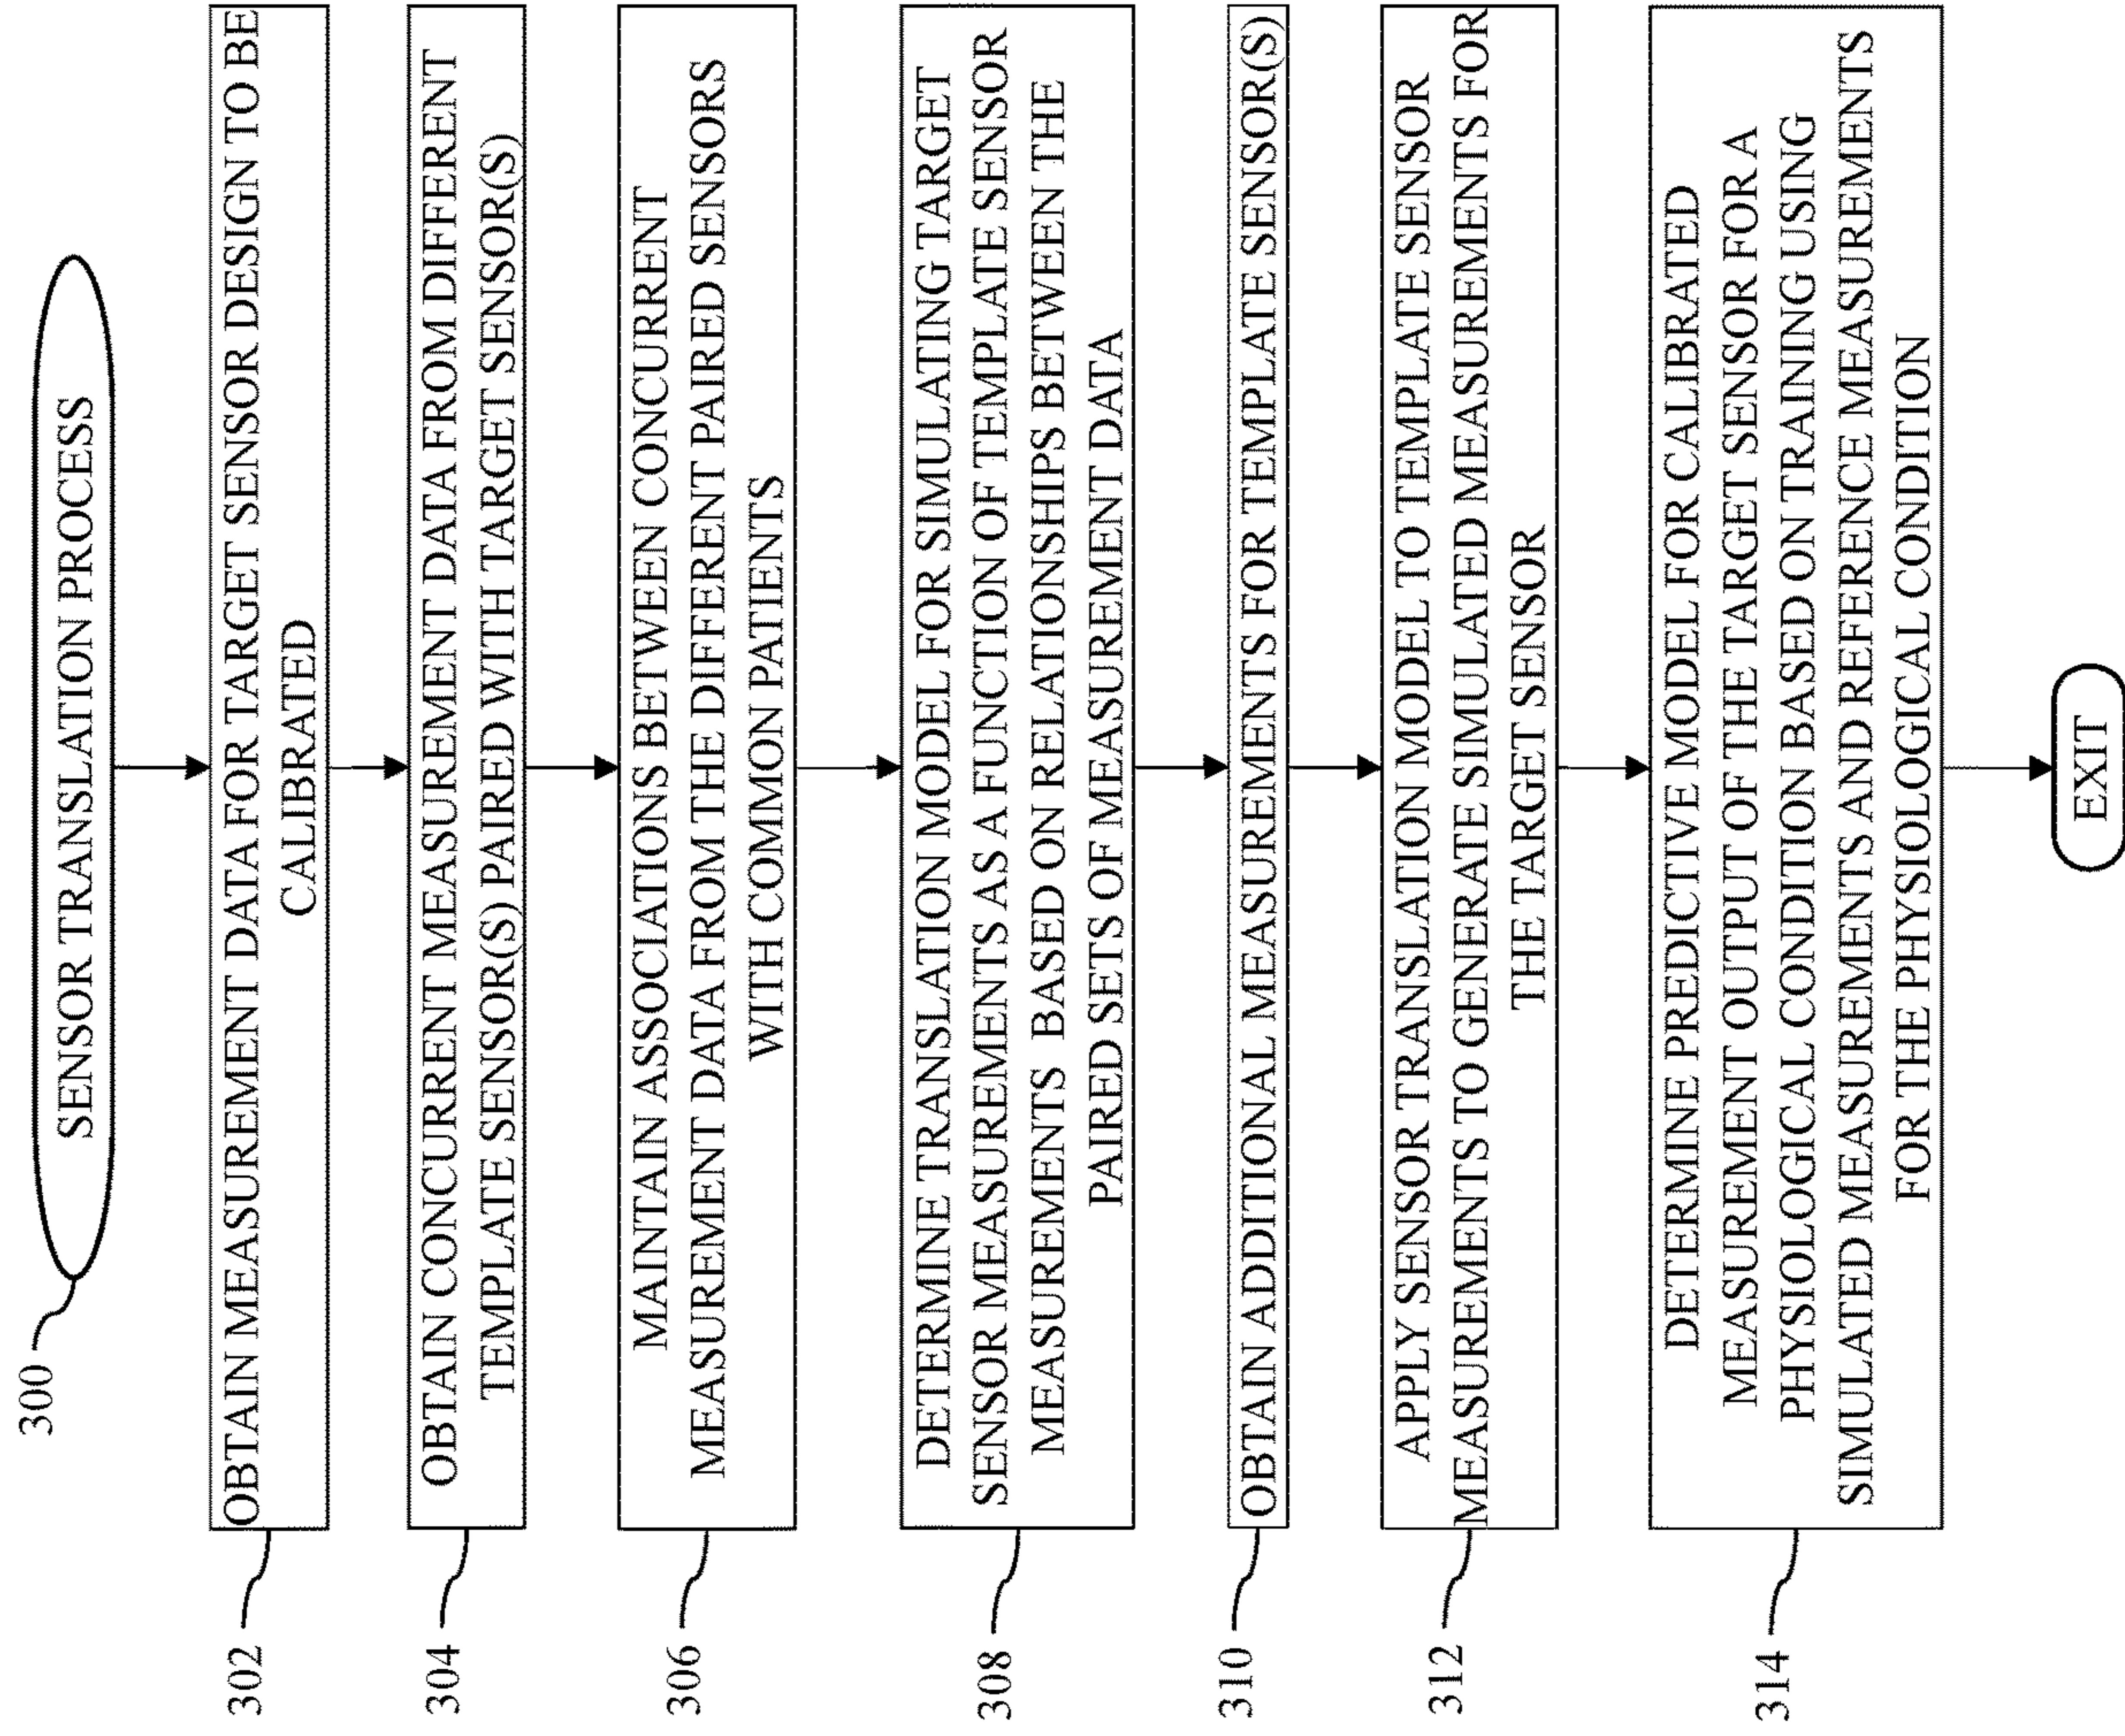 300
SENSOR TRANSLATION PROCESS
302
OBTAIN MEASUREMENT DATA FOR TARGET SENSOR DESIGN TO BE
CALIBRATED
304
OBTAIN CONCURRENT MEASUREMENT DATA FROM DIFFERENT
TEMPLATE SENSOR(S) PAIRED WITH TARGET SENSOR(S)
306
MAINTAIN ASSOCIATIONS BETWEEN CONCURRENT
MEASUREMENT DATA FROM THE DIFFERENT PAIRED SENSORS
WITH COMMON PATIENTS
308
DETERMINE TRANSLATION MODEL FOR SIMULATING TARGET
SENSOR MEASUREMENTS AS A FUNCTION OF TEMPLATE SENSOR
MEASUREMENTS BASED ON RELATIONSHIPS BETWEEN THE
PAIRED SETS OF MEASUREMENT DATA
310
OBTAIN ADDITIONAL MEASUREMENTS FOR TEMPLATE SENSOR(S)
312
APPLY SENSOR TRANSLATION MODEL TO TEMPLATE SENSOR
MEASUREMENTS TO GENERATE SIMULATED MEASUREMENTS FOR
THE TARGET SENSOR
314
DETERMINE PREDICTIVE MODEL FOR CALIBRATED
MEASUREMENT OUTPUT OF THE TARGET SENSOR FOR A
PHYSIOLOGICAL CONDITION BASED ON TRAINING USING
SIMULATED MEASUREMENTS AND REFERENCE MEASUREMENTS
FOR THE PHYSIOLOGICAL CONDITION
EXIT